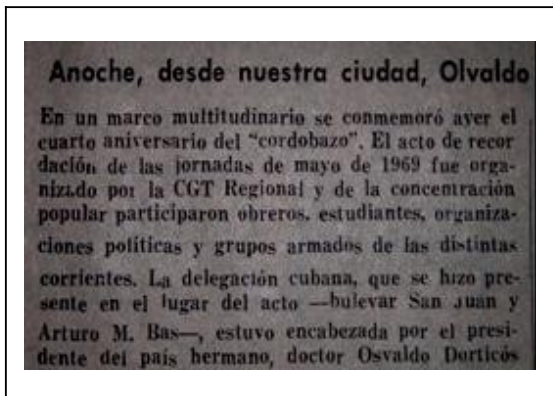 Anoche, desde nuestra ciudad, Olvaldo
En un marco multitudinario se conmemoró ayer el
cuarto aniversario del "cordobazo". El acto de recor
dación de las jornadas de mayo de 1969 fue orga-
nizado por la CGT Regional y de la concentración
popular participaron obreros, estudiantes, organiza-
ciones políticas y grupos armados de las distintas
corrientes. La delegación cubana, que se hizo pre-
sente en el lugar del acto —bulevar San Juan y
Arturo M. Bas—, estuvo encabezada por el presi-
dente del país hermano, doctor Osvaldo Dorticós